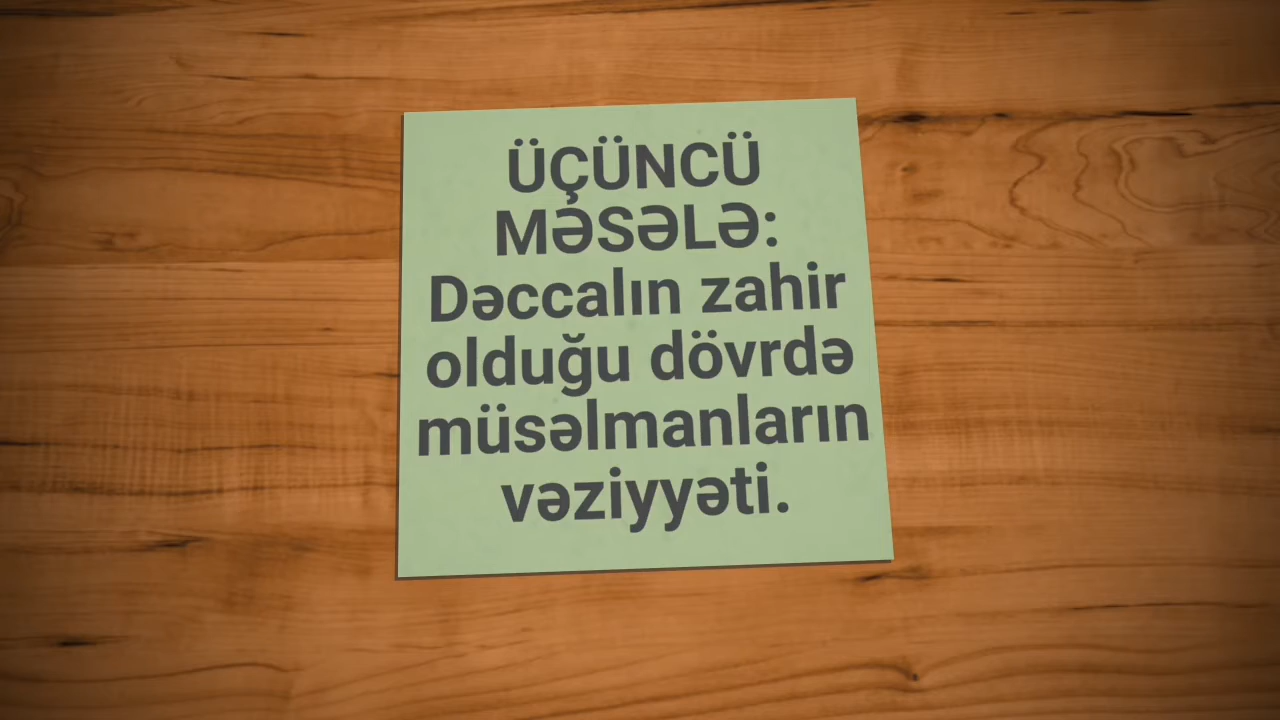 ÜÇÜNCÜ
MƏSƏLƏ:
Dəccalın zahir
olduğu dövrdə
müsəlmanların
vəziyyəti.